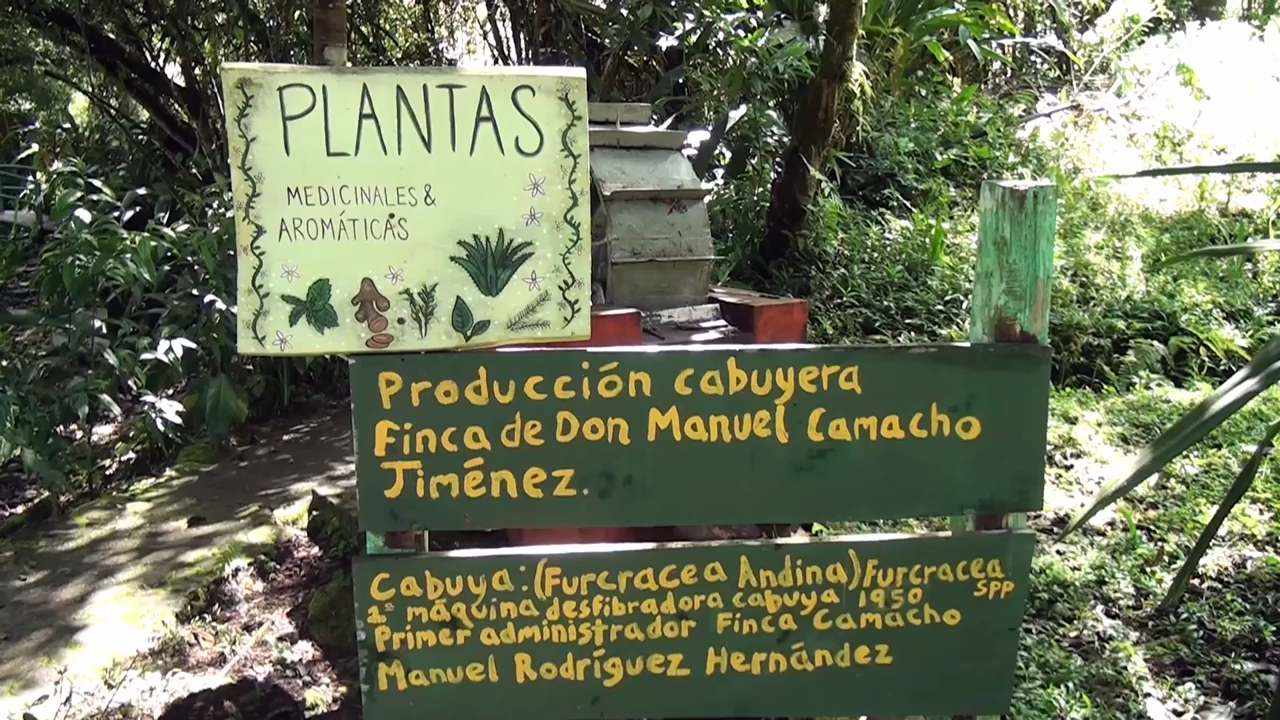 PLANTAS
MEDICINALES &
AROMÁTICAS
Producción cabuyera
Finca de Don Manuel Camacho
Jiménez.
Cabuya: (Furcracea Andina) Furcracea
SPP
1ª máquina desfibradora cabuya 1950
Primer administrador Finca Camacho
Manuel Rodríguez Hernández